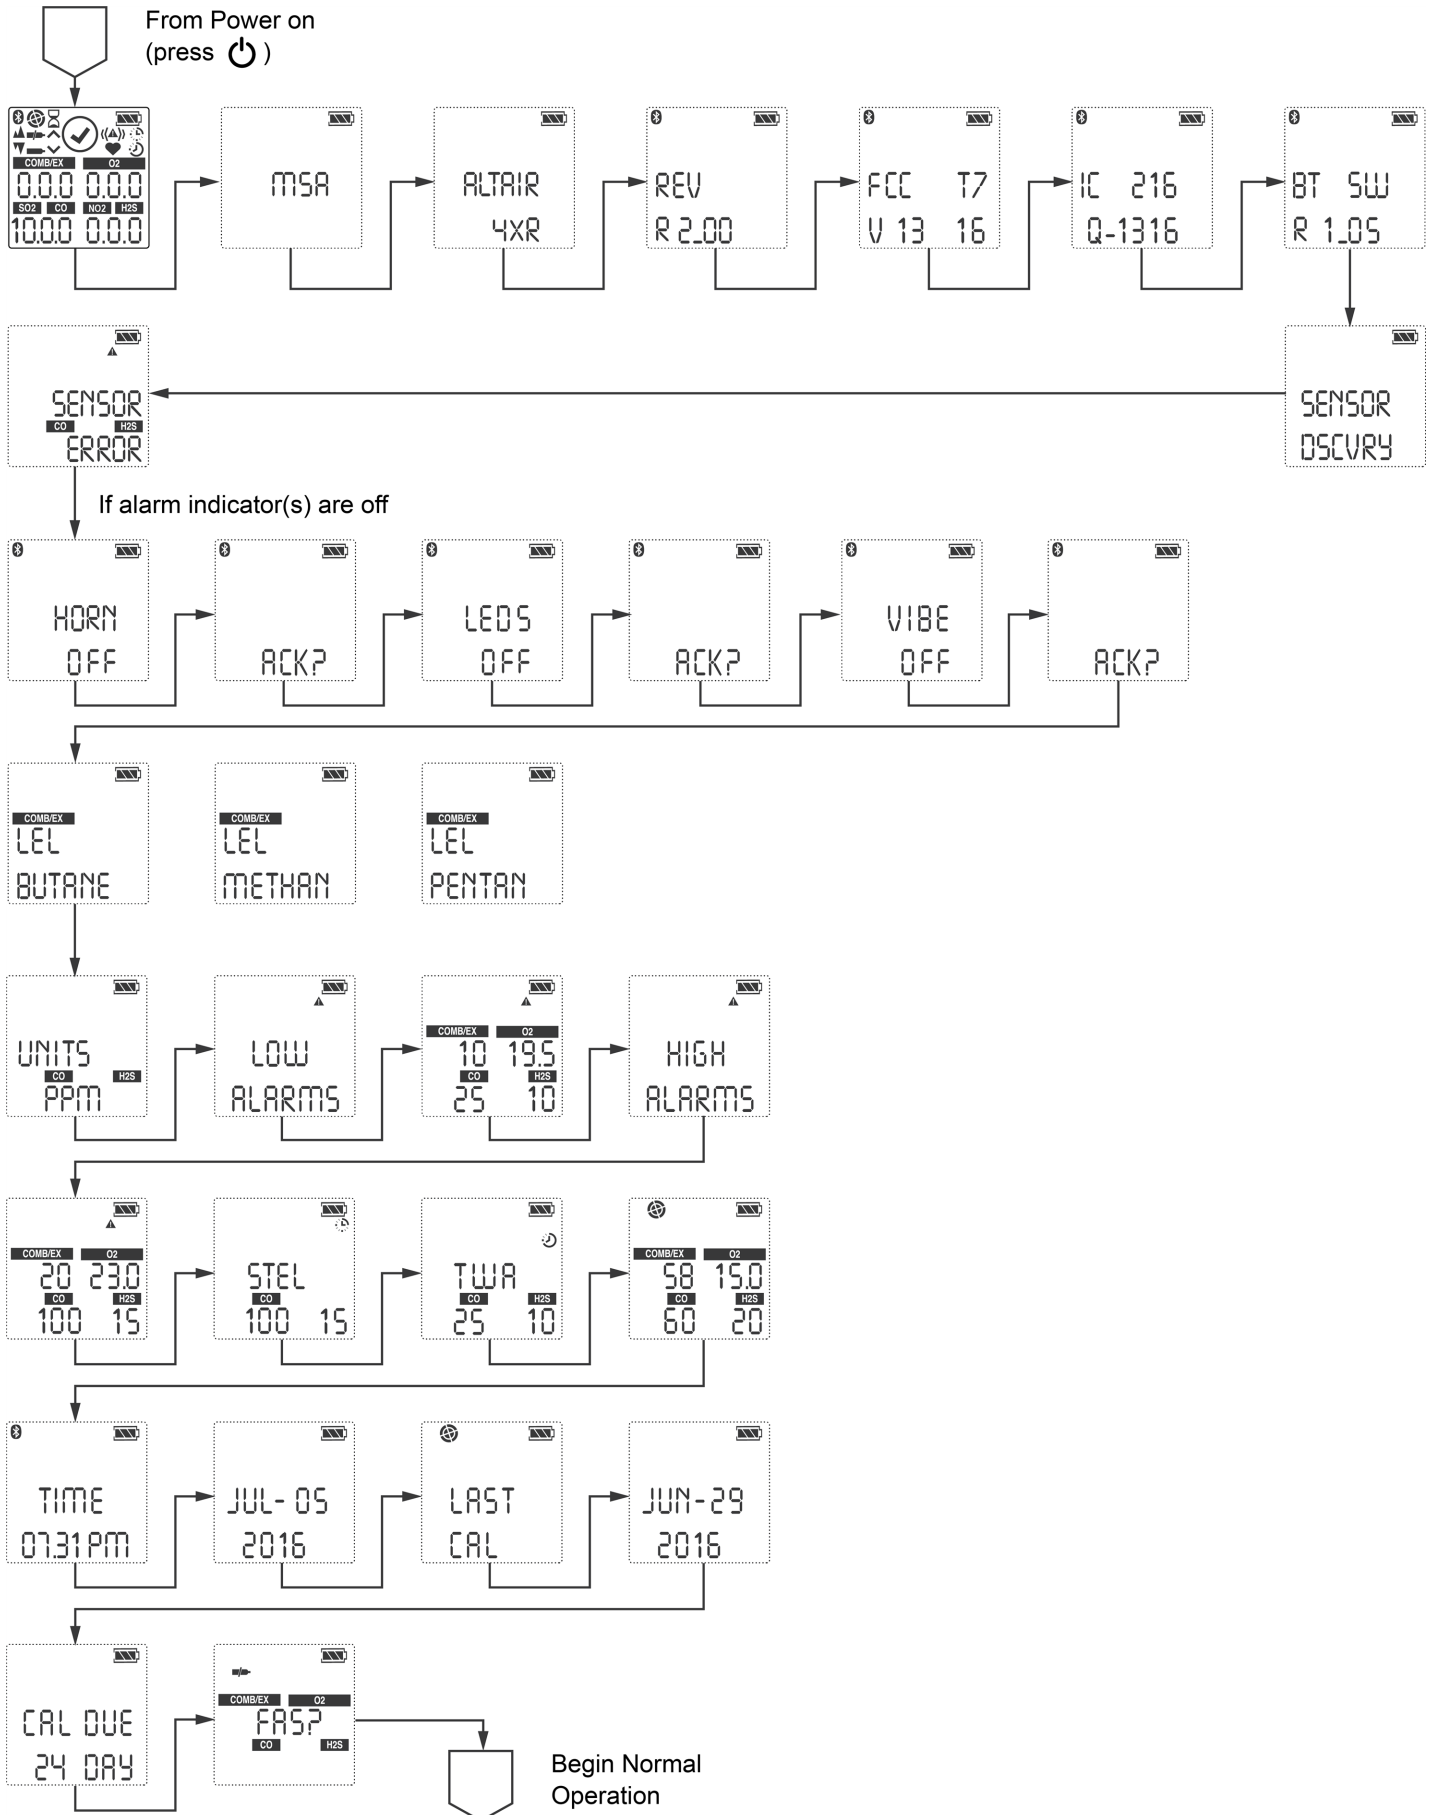 From Power on
(press )
COMB/EX O2
0.0.0 0.0.0
SO2 CO NO2 H2S
10.0.0 0.0.0
MSA
ALTAIR
4XR
REV
R 2_00
FCC T7
V 13 16
IC 216
Q-1316
BT SW
R 1_05
SENSOR
CO H2S
ERROR
SENSOR
DSCVRY
If alarm indicator(s) are off
HORN
OFF
ACK?
LEDS
OFF
ACK?
VIBE
OFF
ACK?
COMB/EX
LEL
BUTANE
COMB/EX
LEL
METHAN
COMB/EX
LEL
PENTAN
UNITS
CO H2S
PPM
LOW
ALARMS
COMB/EX O2
10 19.5
CO H2S
25 10
HIGH
ALARMS
COMB/EX O2
20 23.0
CO H2S
100 15
STEL
CO
100 15
TWA
CO H2S
25 10
COMB/EX O2
58 15.0
CO H2S
60 20
TIME
07.31 PM
JUL- 05
2016
LAST
CAL
JUN-29
2016
CAL DUE
24 DAY
COMB/EX O2
FAS?
CO H2S
Begin Normal
Operation